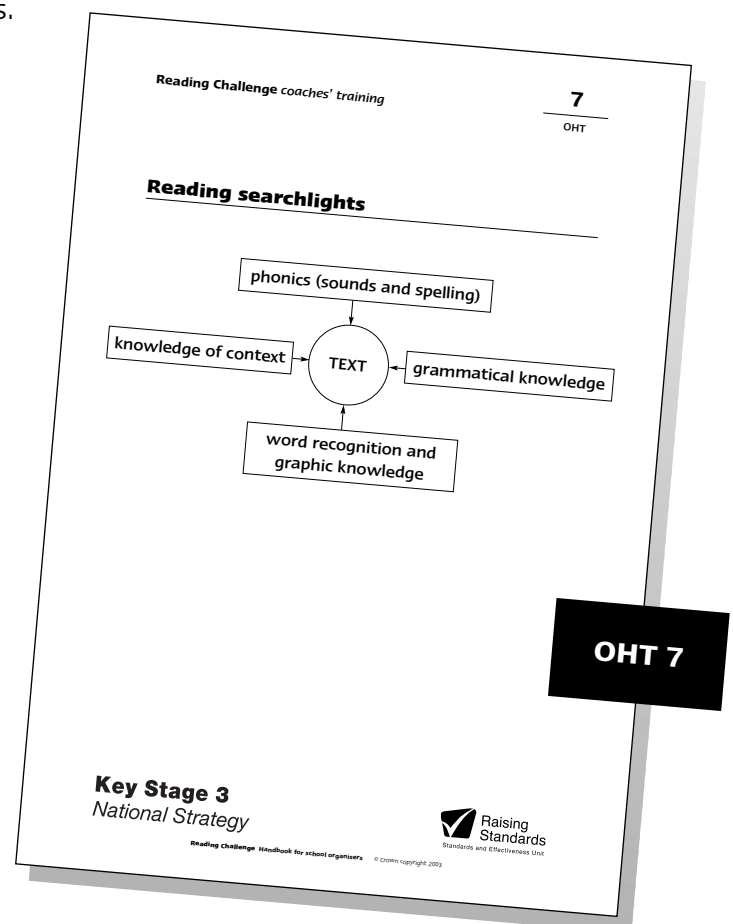 s.
Reading Challenge coaches' training
7
OHT
Reading searchlights
phonics (sounds and spelling)
knowledge of context
TEXT
grammatical knowledge
word recognition and
graphic knowledge
OHT 7
Key Stage 3
National Strategy
Raising
Standards
Standards and Effectiveness Unit
Reading Challenge Handbook for school organisers © Crown copyright 2003